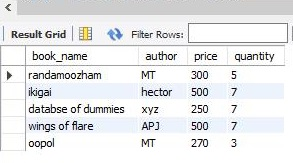 Result Grid Filter Rows:
book_name author price quantity
randamoozham MT 300 5
ikigai hector 500 7
databse of dummies xyz 250 7
wings of flare APJ 500 7
oopol MT 270 3